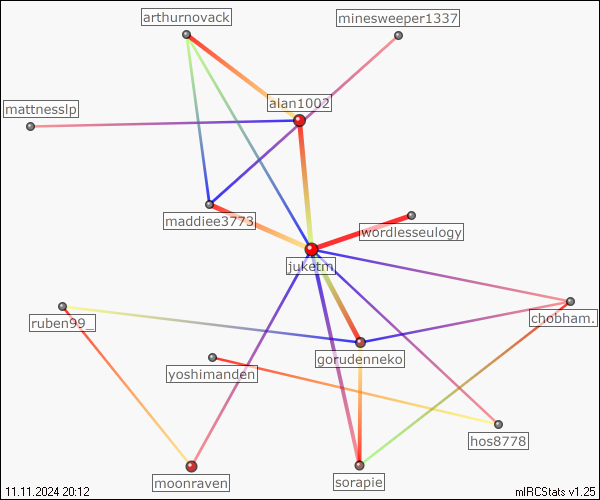 arthurnovack
minesweeper1337
alan1002
mattnesslp
maddiee3773
wordlesseulogy
juketm
chobham.
ruben99_
gorudenneko
yoshimanden
hos8778
moonraven
sorapie
11.11.2024 20:12
mIRCStats v1.25